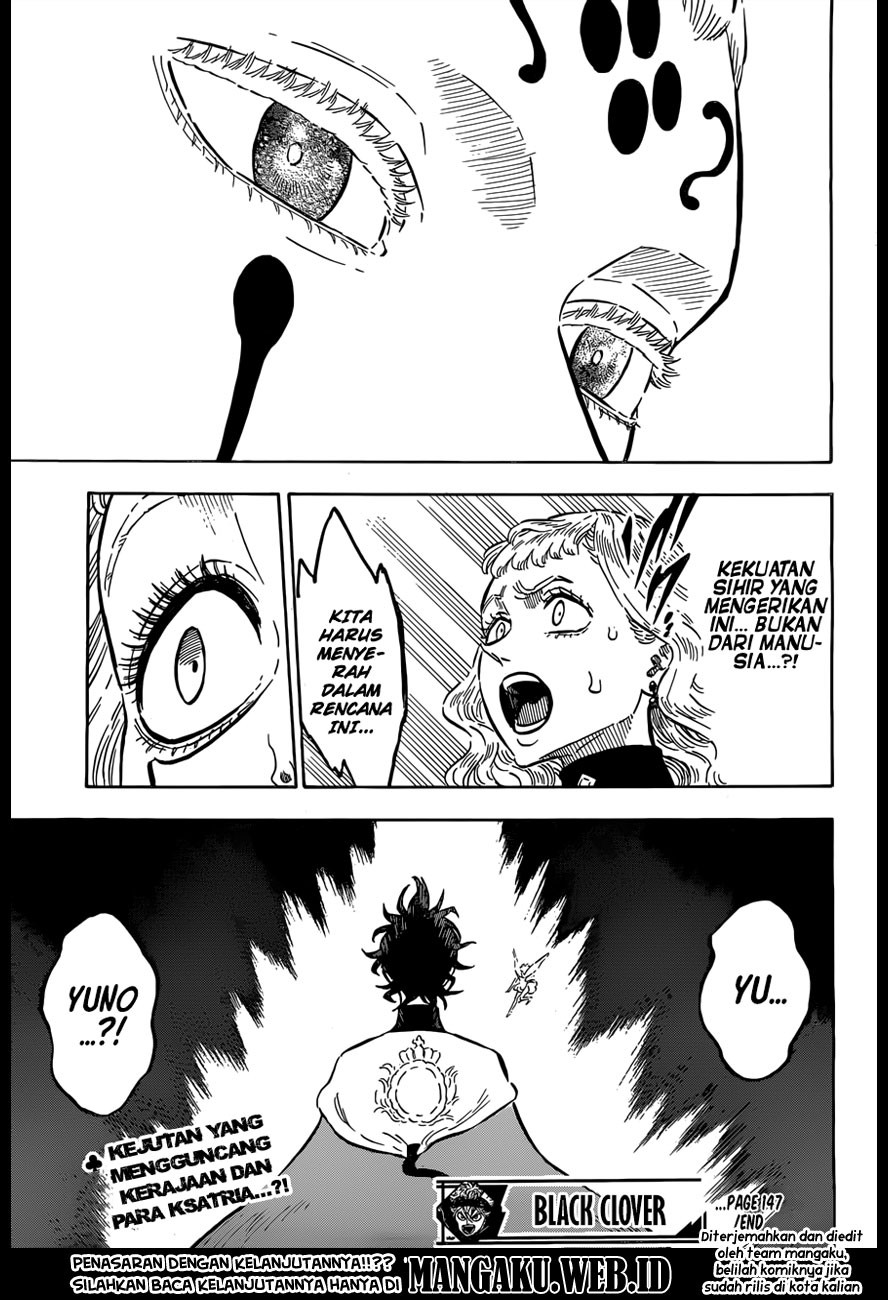 KEKUATAN
SIHIR YANG
MENGERIKAN
INI... BUKAN
DARI MANU-
SIA...?!
KITA
HARUS
MENYE-
RAH
DALAM
RENCANA
INI...
YU...
YUNO
...?!
♣ KEJUTAN YANG
MENGGUNCANG
KERAJAAN DAN
PARA KSATRIA...?!
BLACK CLOVER
...PAGE 147
/END
Diterjemahkan dan diedit
oleh team mangaku,
belilah komiknya jika
sudah rilis di kota kalian
PENASARAN DENGAN KELANJUTANNYA!!??
SILAHKAN BACA KELANJUTANNYA HANYA DI MANGAKU.WEB.ID